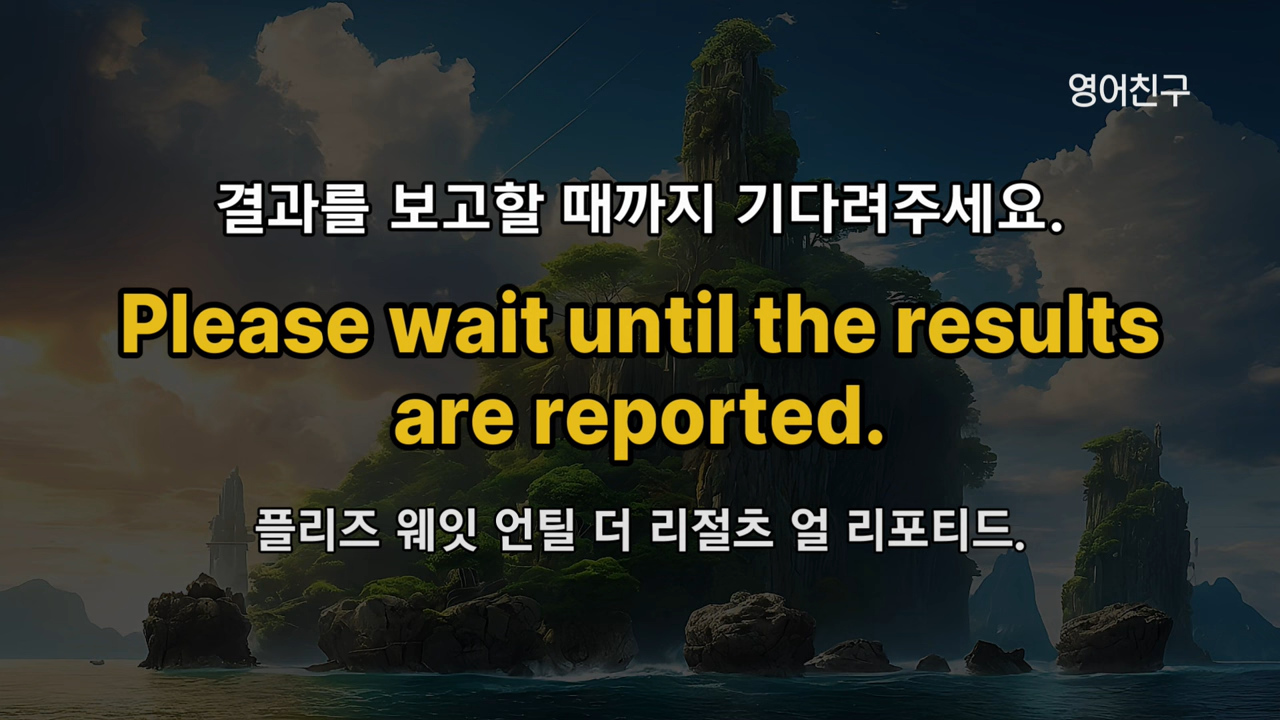 영어친구
결과를 보고할 때까지 기다려주세요.
Please wait until the results
are reported.
플리즈 웨잇 언틸 더 리절츠 얼 리포티드.